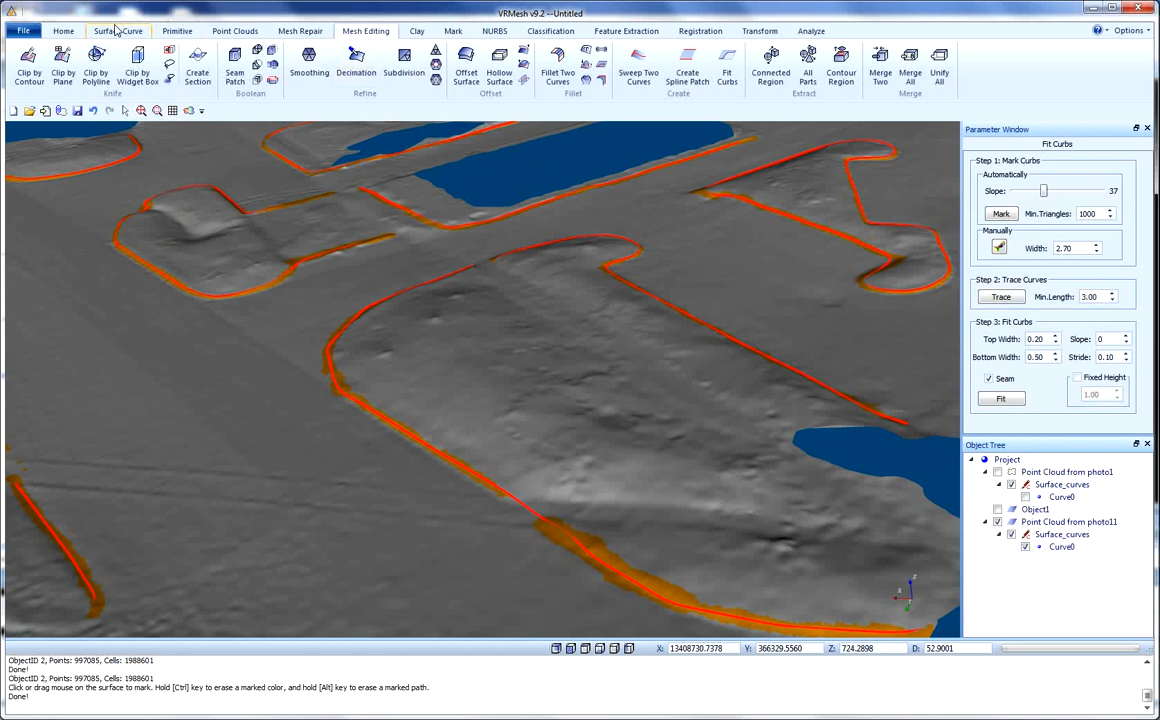 VRMesh v9.2 --Untitled
File Home Surface/Curve Primitive Point Clouds Mesh Repair Mesh Editing Clay Mark NURBS Classification Feature Extraction Registration Transform Analyze Options
Clip by Contour Clip by Plane Clip by Polyline Clip by Widget Box Create Section Seam Patch Smoothing Decimation Subdivision Offset Surface Hollow Surface Fillet Two Curves Sweep Two Curves Create Spline Patch Fit Curbs Connected Region All Parts Contour Region Merge Two Merge All Unify All
Knife Boolean Refine Offset Fillet Create Extract Merge
Parameter Window
Fit Curbs
Step 1: Mark Curbs
Automatically
Slope: 37
Mark Min.Triangles: 1000
Manually
Width: 2.70
Step 2: Trace Curves
Trace Min.Length: 3.00
Step 3: Fit Curbs
Top Width: 0.20 Slope: 0
Bottom Width: 0.50 Stride: 0.10
Seam Fixed Height
1.00
Fit
Object Tree
Project
Point Cloud from photo1
Surface_curves
Curve0
Object1
Point Cloud from photo11
Surface_curves
Curve0
Z
X
X: 13408730.7378 Y: 366329.5560 Z: 724.2898 D: 52.9001
ObjectID 2, Points: 997085, Cells: 1988601
Done!
ObjectID 2, Points: 997085, Cells: 1988601
Click or drag mouse on the surface to mark. Hold [Ctrl] key to erase a marked color, and hold [Alt] key to erase a marked path.
Done!